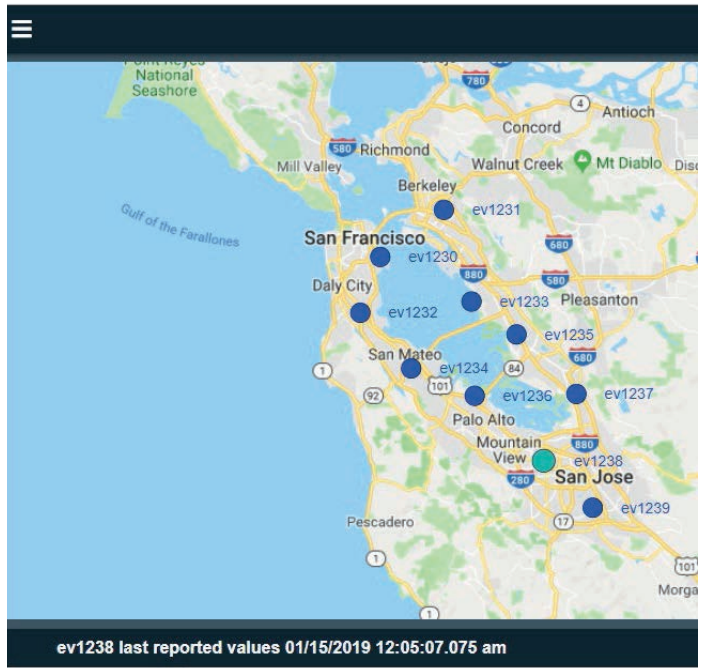 Point Reyes
National
Seashore
780
4
Antioch
Concord
580
Richmond
Mill Valley
Walnut Creek
Mt Diablo
Berkeley
ev1231
Gulf of the Farallones
San Francisco
680
ev1230
Daly City
880
580
ev1232
ev1233
Pleasanton
ev1235
San Mateo
680
1
ev1234
84
101
92
ev1236
ev1237
Palo Alto
Mountain
View
880
ev1238
280
San Jose
ev1239
Pescadero
17
1
101
Morga
1
ev1238 last reported values 01/15/2019 12:05:07.075 am